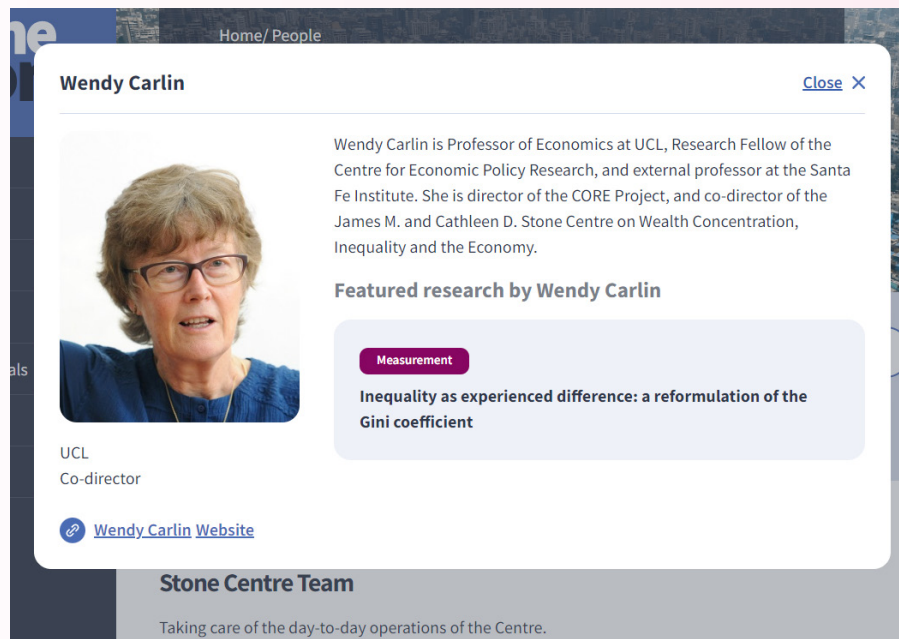 Home/ People
Wendy Carlin
Close
Wendy Carlin is Professor of Economics at UCL, Research Fellow of the
Centre for Economic Policy Research, and external professor at the Santa
Fe Institute. She is director of the CORE Project, and co-director of the
James M. and Cathleen D. Stone Centre on Wealth Concentration,
Inequality and the Economy.
Featured research by Wendy Carlin
Measurement
Inequality as experienced difference: a reformulation of the
Gini coefficient
UCL
Co-director
Wendy Carlin Website
Stone Centre Team
Taking care of the day-to-day operations of the Centre.